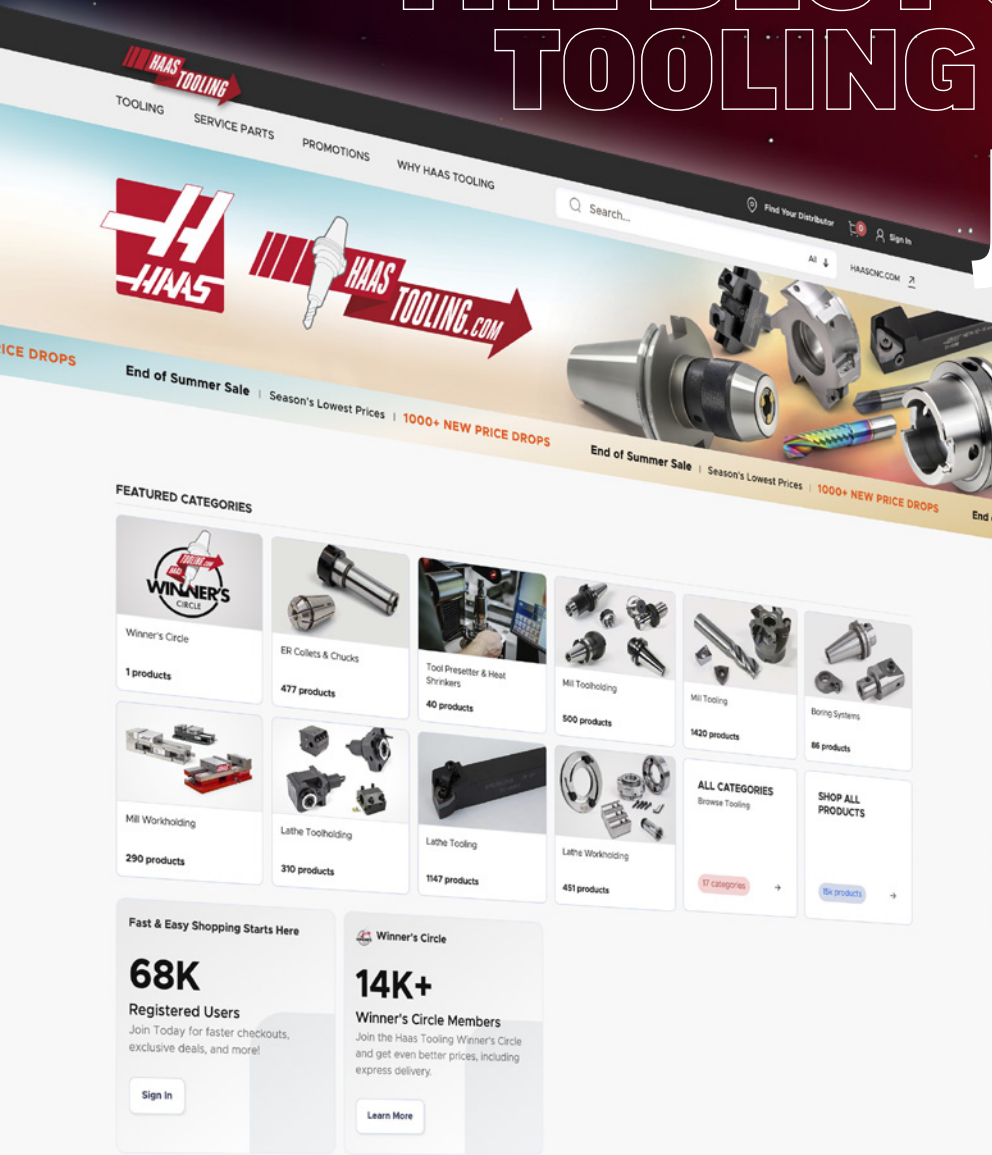 TOOLING
HAAS TOOLING
TOOLING
SERVICE PARTS
PROMOTIONS
WHY HAAS TOOLING
Search...
All
Find Your Distributor
0
Sign In
HAASCNC.COM
HAAS
HAAS
TOOLING.COM
ICE DROPS
End of Summer Sale | Season's Lowest Prices | 1000+ NEW PRICE DROPS
End of Summer Sale | Season's Lowest Prices | 1000+ NEW PRICE DROPS
End
FEATURED CATEGORIES
HAAS
TOOLING.COM
WINNER'S
CIRCLE
Winner's Circle
1 products
ER Collets & Chucks
477 products
Tool Presetter & Heat
Shrinkers
40 products
Mill Toolholding
500 products
Mill Tooling
1420 products
Boring Systems
86 products
Mill Workholding
290 products
Lathe Toolholding
310 products
Lathe Tooling
1147 products
Lathe Workholding
451 products
ALL CATEGORIES
Browse Tooling
17 categories
SHOP ALL
PRODUCTS
15k products
Fast & Easy Shopping Starts Here
68K
Registered Users
Join Today for faster checkouts,
exclusive deals, and more!
Sign In
Winner's Circle
14K+
Winner's Circle Members
Join the Haas Tooling Winner's Circle
and get even better prices, including
express delivery.
Learn More